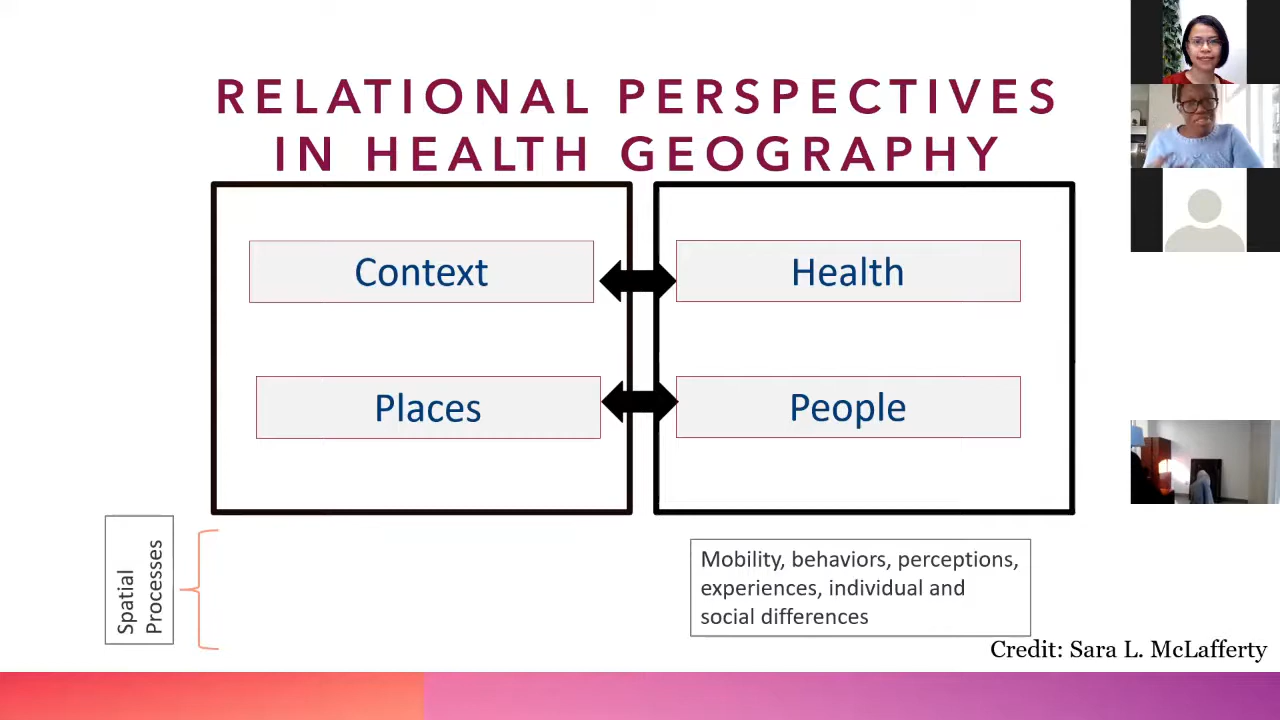 RELATIONAL PERSPECTIVES
IN HEALTH GEOGRAPHY
Context
Health
Places
People
Spatial
Processes
Mobility, behaviors, perceptions,
experiences, individual and
social differences
Credit: Sara L. McLafferty